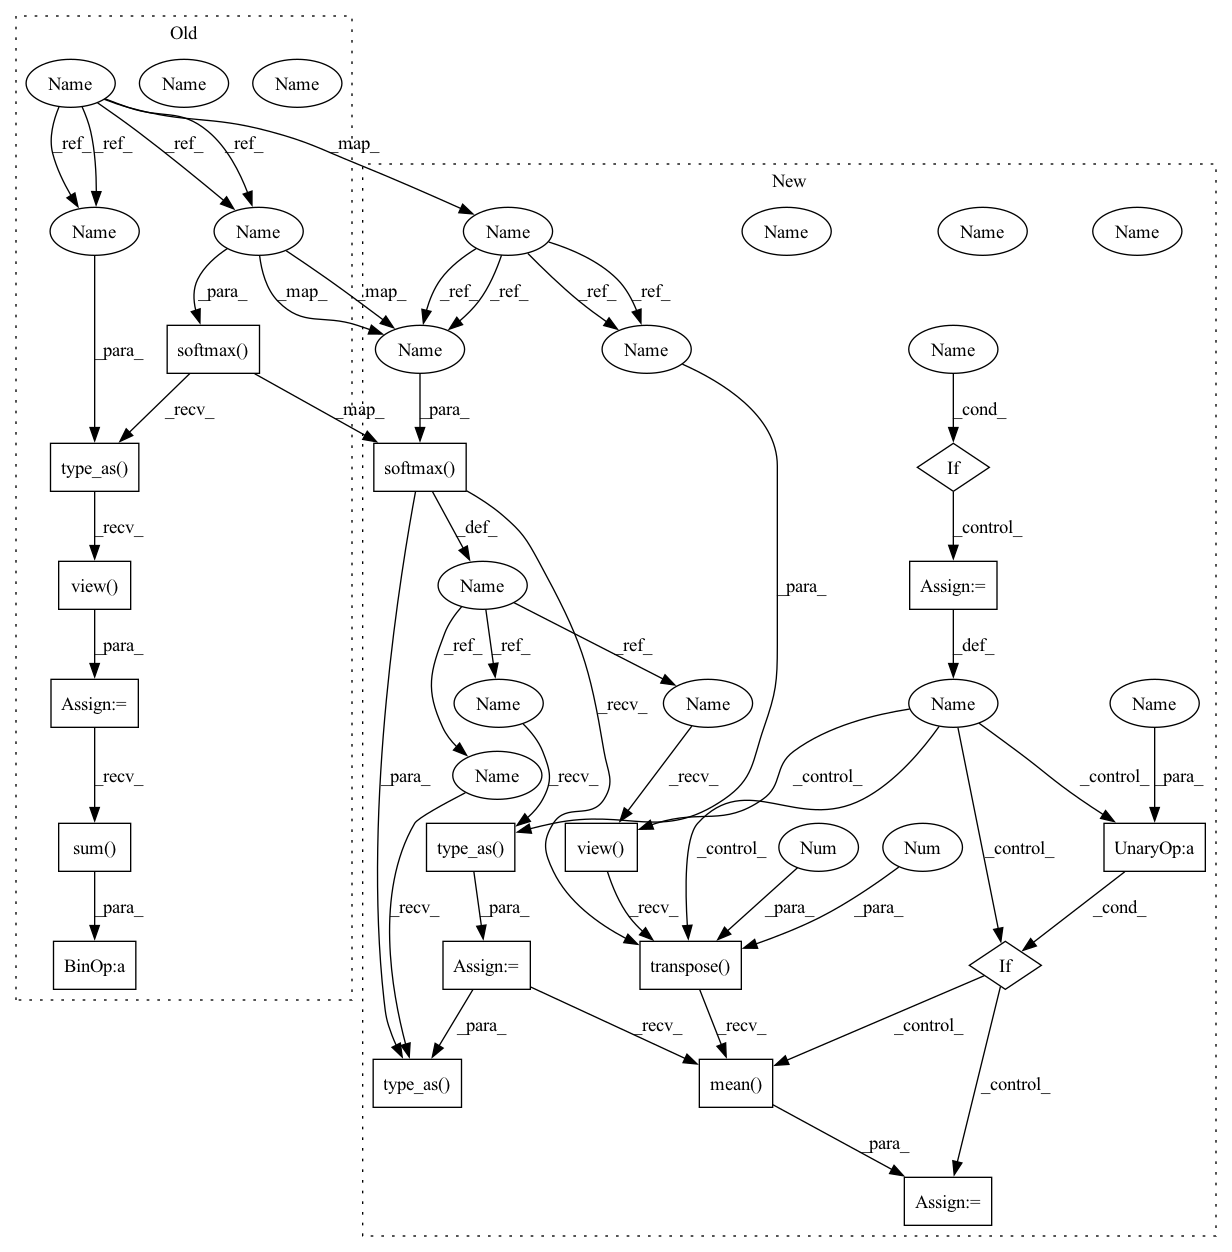 Old
Name Name Name
_ref_ _ref_ _ref_ _ref_ _map_
New
Name Name Name Name Name Name
_para_ _map_ _map_ _ref_ _ref_ _ref_ _ref_
softmax() Name Name Name
_para_ _recv_ _map_ _para_ _cond_
type_as() softmax() If
_recv_ _def_ _control_
view() Name _para_ Assign:=
_para_ _ref_ _ref_ _ref_ _def_
Assign:= Name Name Name Name
_recv_
_recv_ _para_ Name _recv_ _recv_ _control_ _control_ _para_
sum() type_as() view() Num Num UnaryOp:a
_control_ _control_
_para_ _recv_ _para_ _recv_ _para_ _para_ _cond_
BinOp:a Assign:= transpose() If
_para_ _recv_ _recv_ _control_
type_as() mean() _control_
_para_
Assign:=